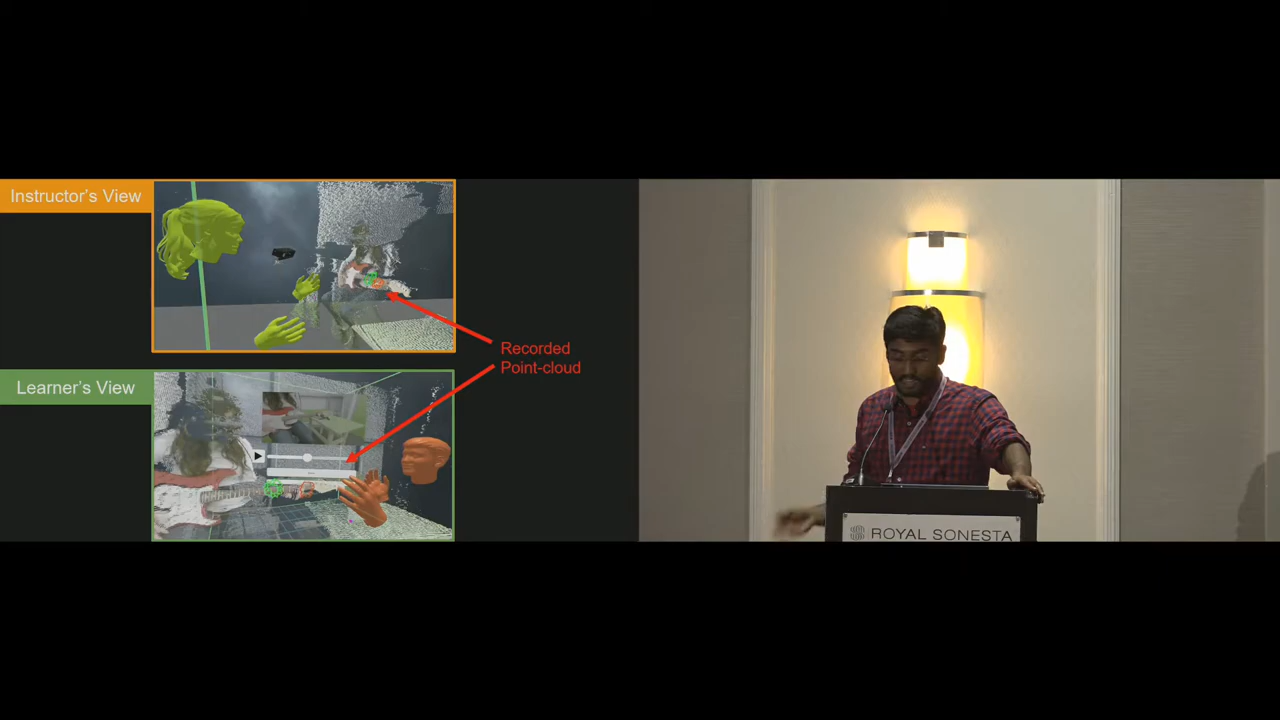 Instructor's View
Recorded
Point-cloud
Learner's View
ROYAL SONESTA